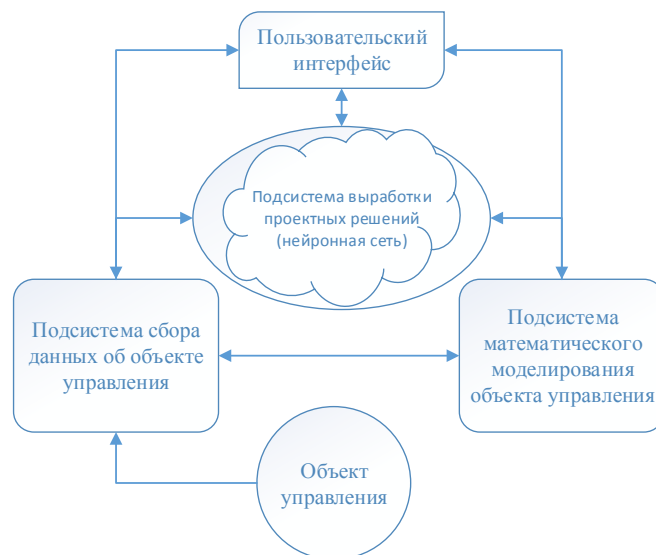 Пользовательский
интерфейс
Подсистема выработки
проектных решений
(нейронная сеть)
Подсистема сбора
данных об объекте
управления
Подсистема
математического
моделирования
объекта управления
Объект
управления